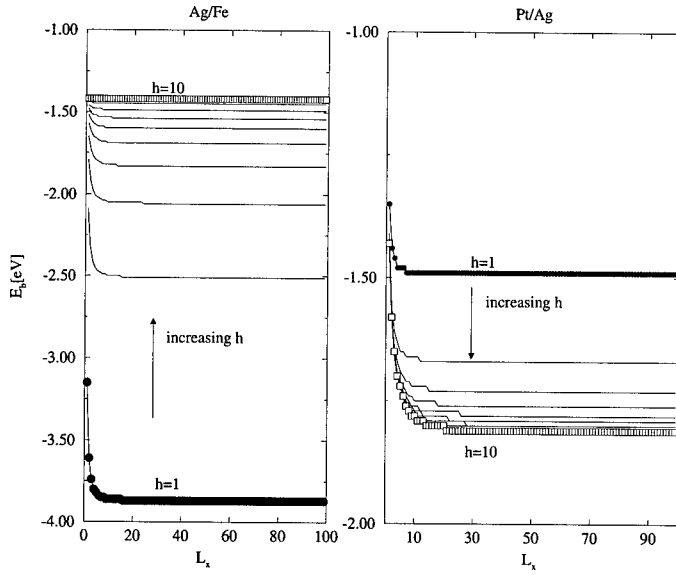 Ag/Fe
Pt/Ag
-1.00
-1.50
-2.00
-2.50
-3.00
-3.50
-4.00
E_b[eV]
h=10
increasing h
h=1
0 20 40 60 80 100
L_x
-1.00
-1.50
-2.00
h=1
increasing h
h=10
10 30 50 70 90
L_x